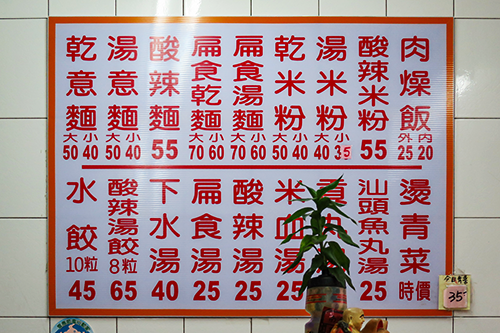 肉燥飯
外 內
25 20
酸辣米粉
55
湯米粉
大 小
40 35
乾米粉
大 小
50 40
扁食湯麵
大 小
70 60
扁食乾麵
大 小
70 60
酸辣麵
55
湯意麵
大 小
50 40
乾意麵
大 小
50 40
燙青菜
時價
汕頭魚丸湯
25
貢
米血湯
25
酸辣湯
25
扁食湯
25
下水湯
40
酸辣湯餃
8粒
65
水餃
10粒
45
35